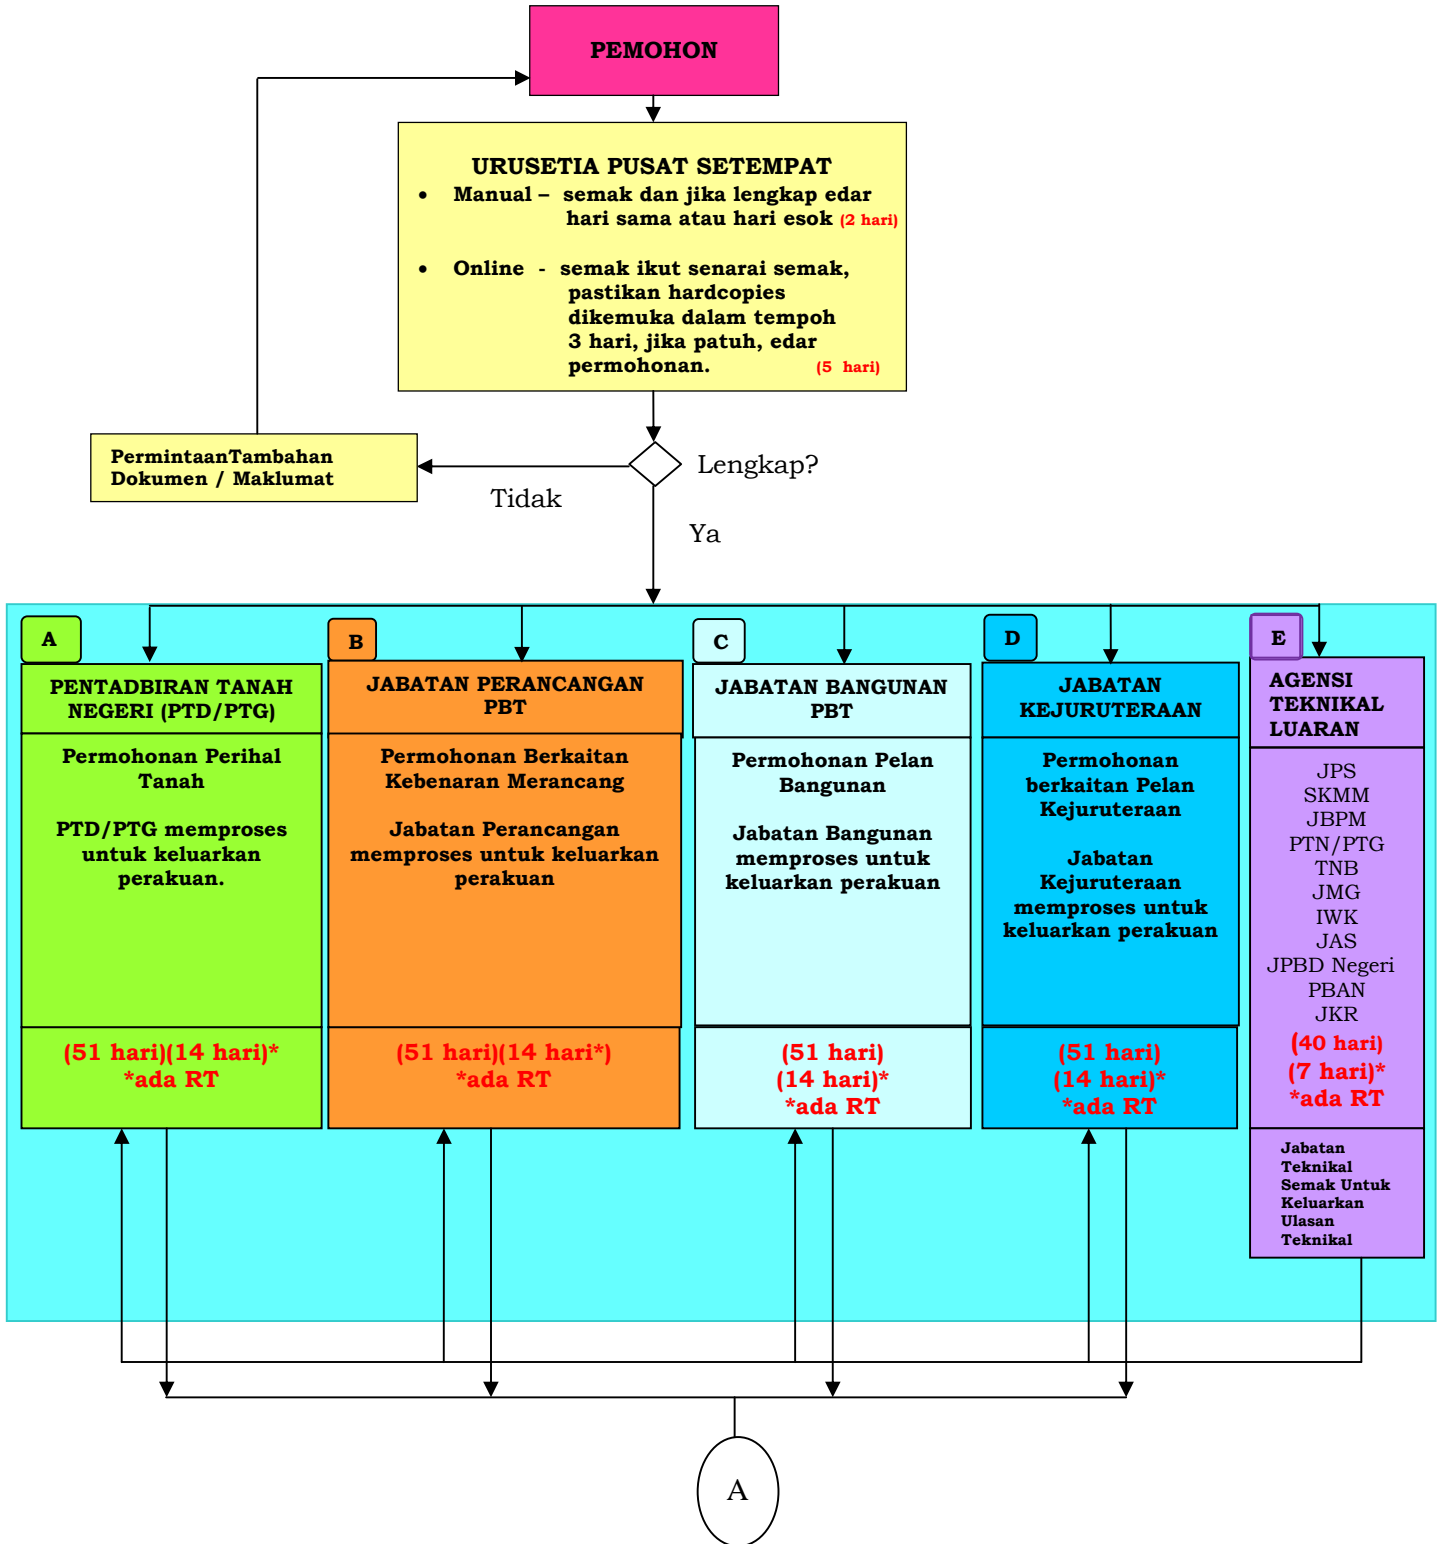 PEMOHON
URUSETIA PUSAT SETEMPAT
• Manual – semak dan jika lengkap edar
hari sama atau hari esok (2 hari)
• Online - semak ikut senarai semak,
pastikan hardcopies
dikemuka dalam tempoh
3 hari, jika patuh, edar
permohonan. (5 hari)
PermintaanTambahan
Dokumen / Maklumat
Lengkap?
Tidak
Ya
A
PENTADBIRAN TANAH
NEGERI (PTD/PTG)
Permohonan Perihal
Tanah
PTD/PTG memproses
untuk keluarkan
perakuan.
(51 hari)(14 hari)*
*ada RT
B
JABATAN PERANCANGAN
PBT
Permohonan Berkaitan
Kebenaran Merancang
Jabatan Perancangan
memproses untuk keluarkan
perakuan
(51 hari)(14 hari*)
*ada RT
C
JABATAN BANGUNAN
PBT
Permohonan Pelan
Bangunan
Jabatan Bangunan
memproses untuk
keluarkan perakuan
(51 hari)
(14 hari)*
*ada RT
D
JABATAN
KEJURUTERAAN
Permohonan
berkaitan Pelan
Kejuruteraan
Jabatan
Kejuruteraan
memproses untuk
keluarkan perakuan
(51 hari)
(14 hari)*
*ada RT
E
AGENSI
TEKNIKAL
LUARAN
JPS
SKMM
JBPM
PTN/PTG
TNB
JMG
IWK
JAS
JPBD Negeri
PBAN
JKR
(40 hari)
(7 hari)*
*ada RT
Jabatan
Teknikal
Semak Untuk
Keluarkan
Ulasan
Teknikal
A